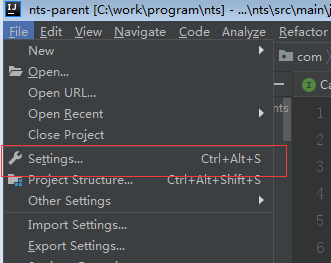 nts-parent [C:\work\program\nts] - ...\nts\src\main\j
File Edit View Navigate Code Analyze Refactor
New
Open...
com
Open URL...
Open Recent
nts
Close Project
1
Settings... Ctrl+Alt+S
2
3
Project Structure... Ctrl+Alt+Shift+S
Other Settings
4
Import Settings...
5
Export Settings...
6